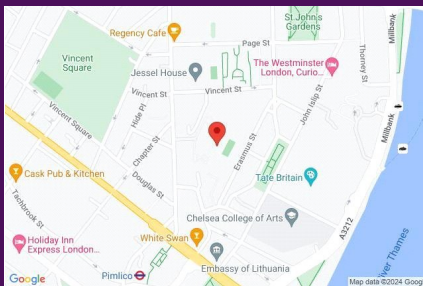 Regency Cafe
St John's
Gardens
Page St
Millbank
Vincent
Square
Jessel House
The Westminster
London, Curio...
Thorney St
Vincent St
Vincent St
Hide Pl
John Islip St
Millbank
Vincent Square
Chapter St
Erasmus St
Cask Pub & Kitchen
Douglas St
Tate Britain
Tachbrook St
Chelsea College of Arts
A3212
Holiday Inn
Express London...
White Swan
Embassy of Lithuania
River Thames
Pimlico
Google
Map data ©2024 Goog